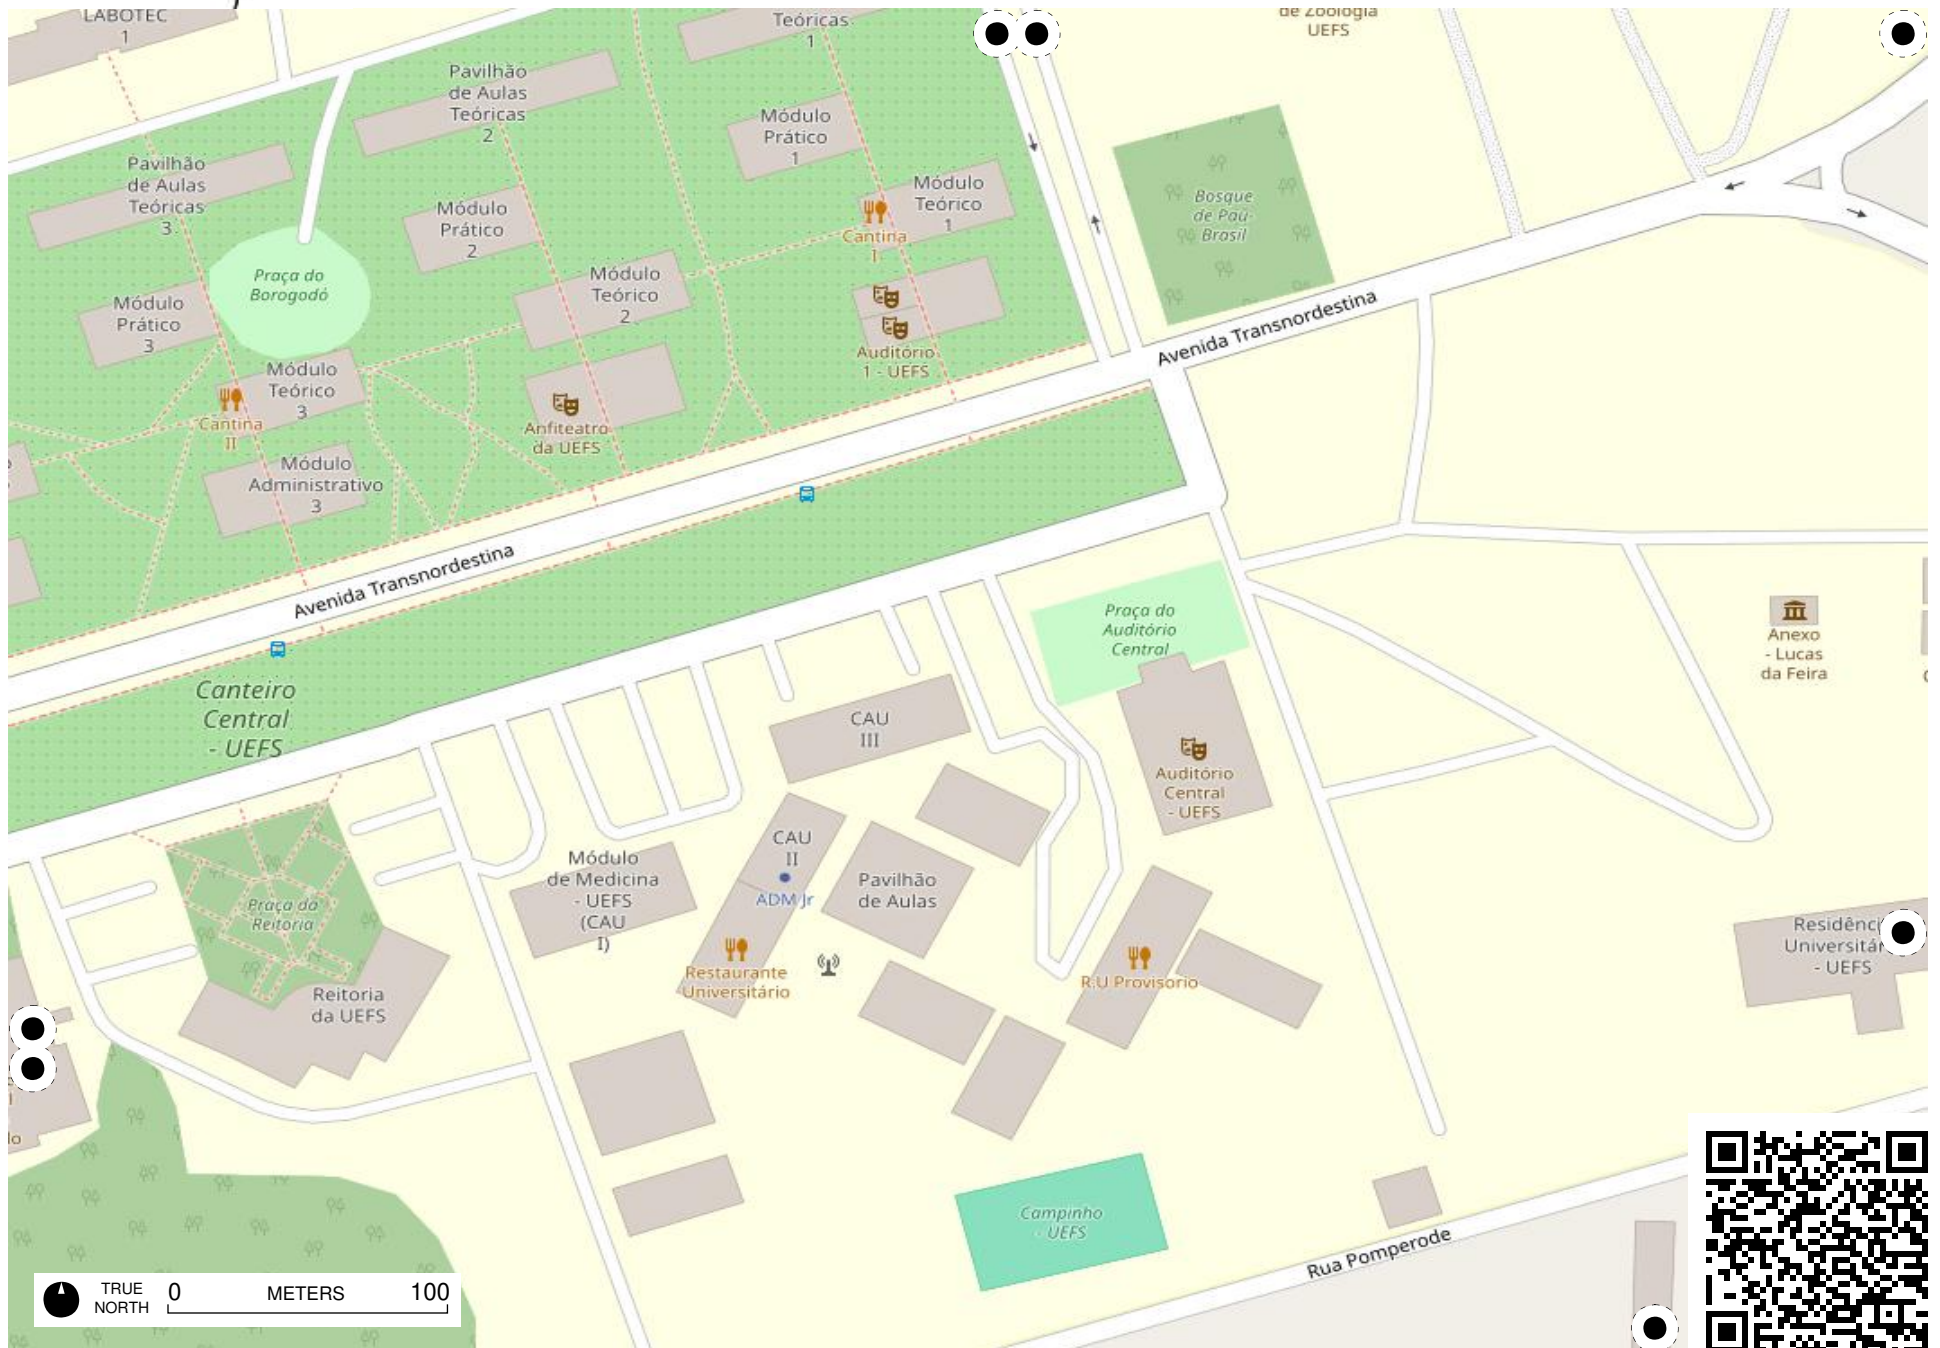 LABOTEC
1
Teóricas
1
de Zoologia
UEFS
Pavilhão
de Aulas
Teóricas
2
Módulo
Prático
1
Pavilhão
de Aulas
Teóricas
3
Módulo
Prático
2
Módulo
Teórico
1
Cantina
I
Bosque
de Pau-
Brasil
Praça do
Borogodó
Módulo
Teórico
2
Módulo
Prático
3
Auditório
1 - UEFS
Avenida Transnordestina
Módulo
Teórico
3
Cantina
II
Anfiteatro
da UEFS
Módulo
Administrativo
3
Avenida Transnordestina
Praça do
Auditório
Central
Anexo
- Lucas
da Feira
Canteiro
Central
- UEFS
CAU
III
Auditório
Central
- UEFS
CAU
II
ADM Jr
Módulo
de Medicina
- UEFS
(CAU
I)
Pavilhão
de Aulas
Praça da
Reitoria
Residênci
Universitár
- UEFS
Restaurante
Universitário
R.U Provisorio
Reitoria
da UEFS
Campinho
- UEFS
Rua Pomperode
TRUE
NORTH
0 METERS 100